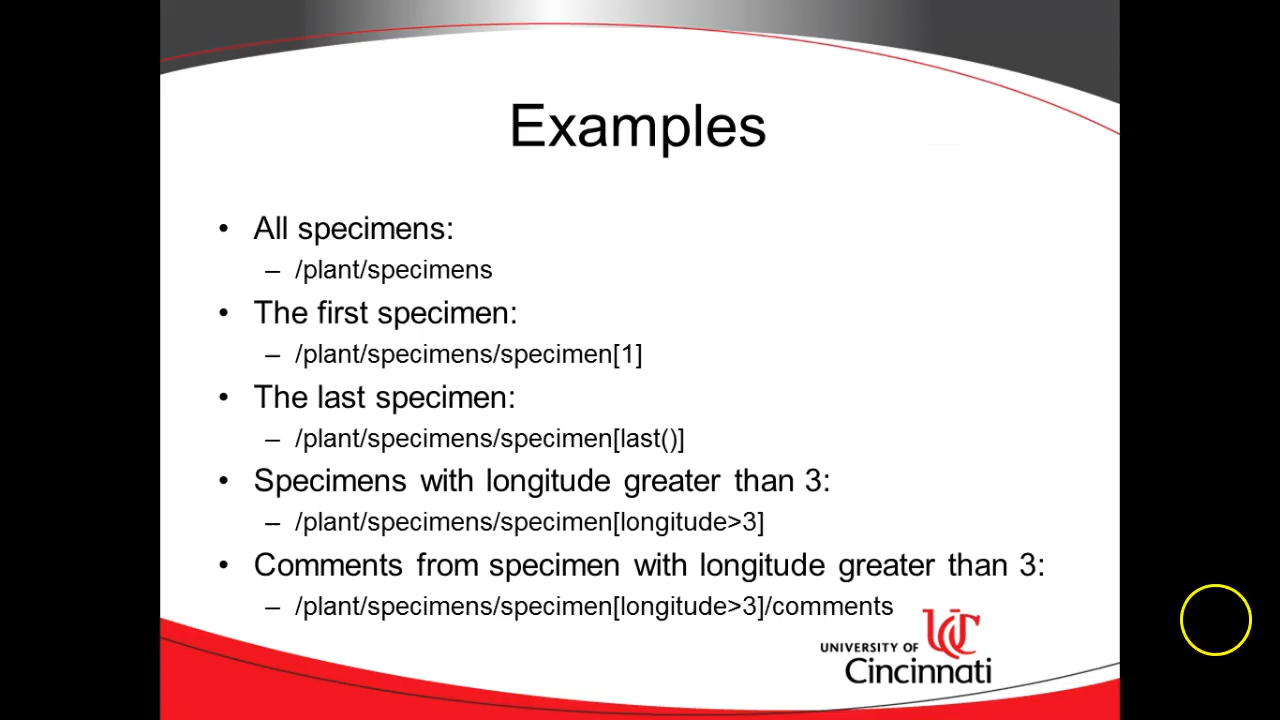 Examples
• All specimens:
– /plant/specimens
• The first specimen:
– /plant/specimens/specimen[1]
• The last specimen:
– /plant/specimens/specimen[last()]
• Specimens with longitude greater than 3:
– /plant/specimens/specimen[longitude>3]
• Comments from specimen with longitude greater than 3:
– /plant/specimens/specimen[longitude>3]/comments
UC
UNIVERSITY OF
Cincinnati